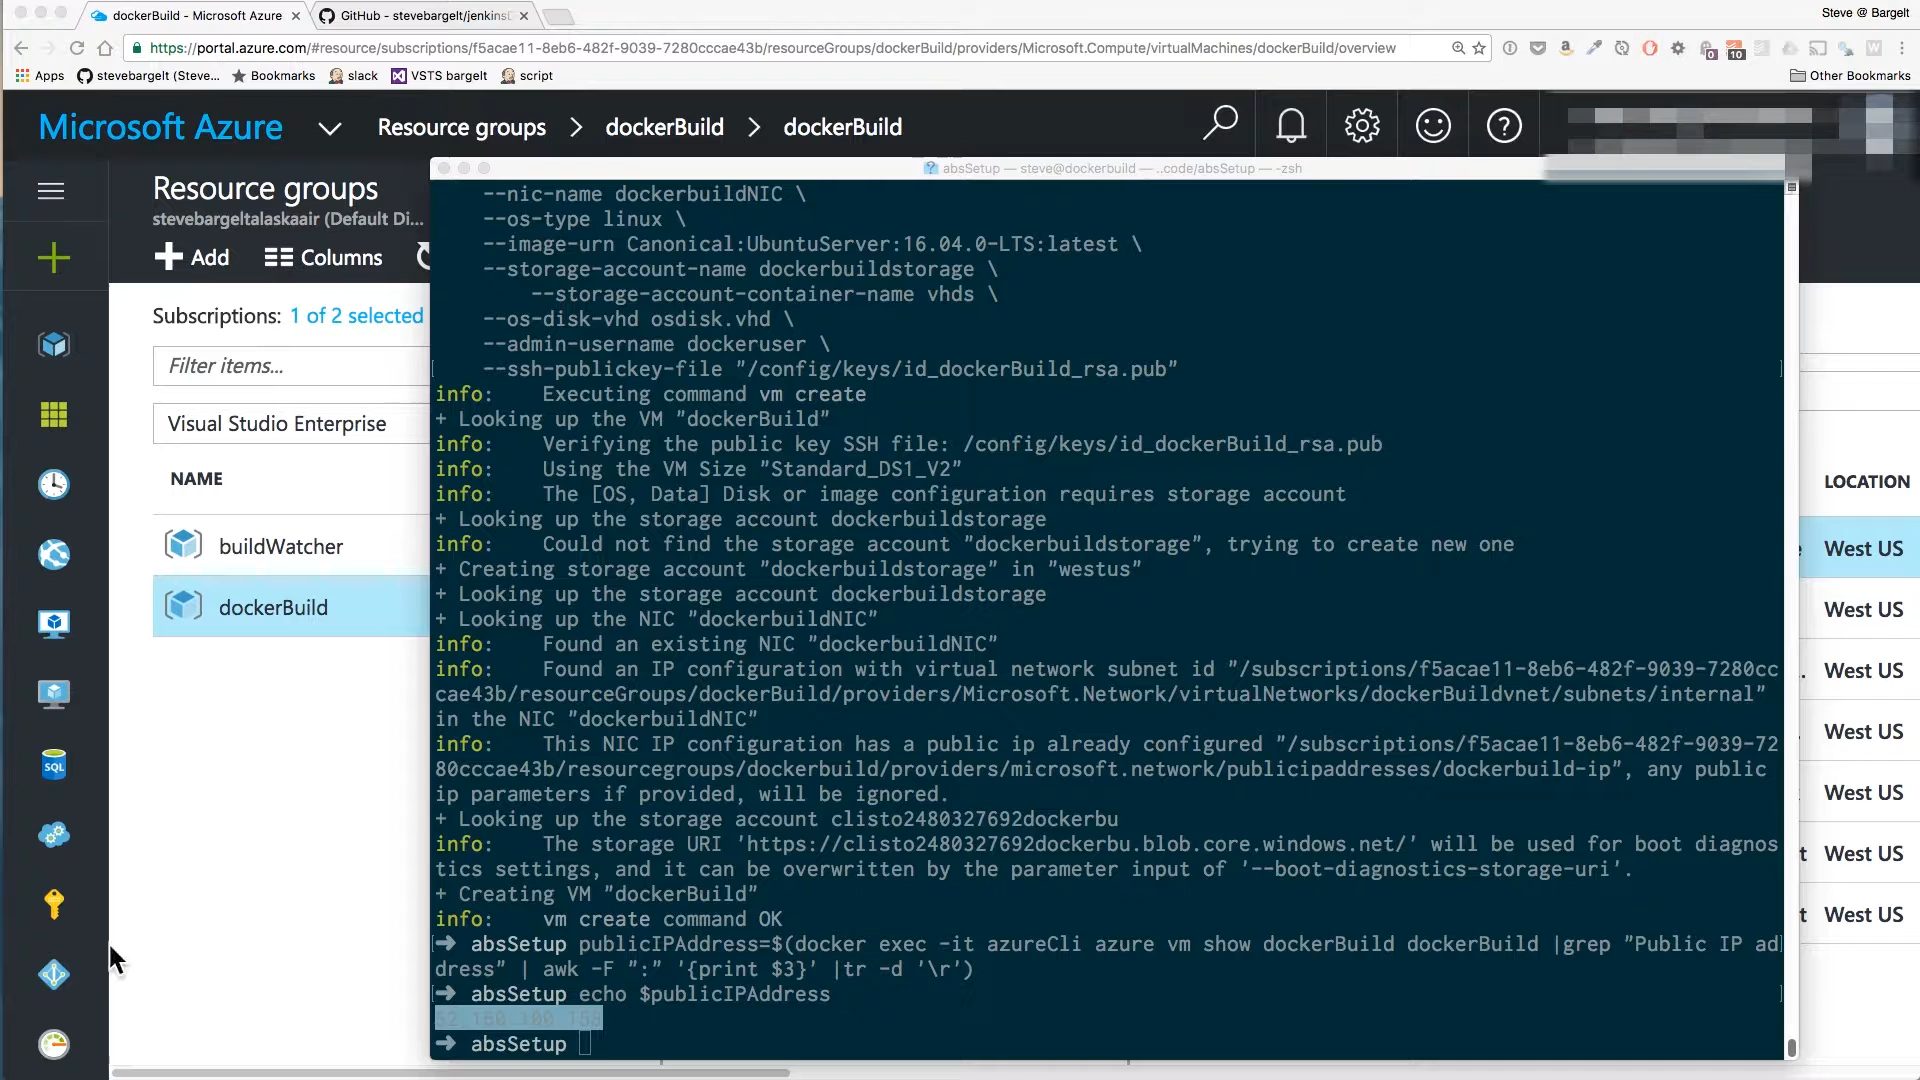 dockerBuild - Microsoft Azure
GitHub - stevebargelt/jenkinsD
Steve @ Bargelt
https://portal.azure.com/#resource/subscriptions/f5acae11-8eb6-482f-9039-7280cccae43b/resourceGroups/dockerBuild/providers/Microsoft.Compute/virtualMachines/dockerBuild/overview
0
10
Apps
stevebargelt (Steve...
Bookmarks
slack
VSTS bargelt
script
Other Bookmarks
Microsoft Azure
Resource groups > dockerBuild > dockerBuild
Resource groups
stevebargeltalaskaair (Default Di...
Add
Columns
Subscriptions: 1 of 2 selected
Filter items...
Visual Studio Enterprise
NAME
buildWatcher
dockerBuild
SQL
absSetup — steve@dockerbuild — ..code/absSetup — -zsh
--nic-name dockerbuildNIC \
--os-type linux \
--image-urn Canonical:UbuntuServer:16.04.0-LTS:latest \
--storage-account-name dockerbuildstorage \
--storage-account-container-name vhds \
--os-disk-vhd osdisk.vhd \
--admin-username dockeruser \
--ssh-publickey-file "/config/keys/id_dockerBuild_rsa.pub"
info: Executing command vm create
+ Looking up the VM "dockerBuild"
info: Verifying the public key SSH file: /config/keys/id_dockerBuild_rsa.pub
info: Using the VM Size "Standard_DS1_V2"
info: The [OS, Data] Disk or image configuration requires storage account
+ Looking up the storage account dockerbuildstorage
info: Could not find the storage account "dockerbuildstorage", trying to create new one
+ Creating storage account "dockerbuildstorage" in "westus"
+ Looking up the storage account dockerbuildstorage
+ Looking up the NIC "dockerbuildNIC"
info: Found an existing NIC "dockerbuildNIC"
info: Found an IP configuration with virtual network subnet id "/subscriptions/f5acae11-8eb6-482f-9039-7280cc
cae43b/resourceGroups/dockerBuild/providers/Microsoft.Network/virtualNetworks/dockerBuildvnet/subnets/internal"
in the NIC "dockerbuildNIC"
info: This NIC IP configuration has a public ip already configured "/subscriptions/f5acae11-8eb6-482f-9039-72
80cccae43b/resourcegroups/dockerbuild/providers/microsoft.network/publicipaddresses/dockerbuild-ip", any public
ip parameters if provided, will be ignored.
+ Looking up the storage account clisto2480327692dockerbu
info: The storage URI 'https://clisto2480327692dockerbu.blob.core.windows.net/' will be used for boot diagnos
tics settings, and it can be overwritten by the parameter input of '--boot-diagnostics-storage-uri'.
+ Creating VM "dockerBuild"
info: vm create command OK
➜ absSetup publicIPAddress=$(docker exec -it azureCli azure vm show dockerBuild dockerBuild |grep "Public IP ad
dress" | awk -F ":" '{print $3}' |tr -d '\r')
➜ absSetup echo $publicIPAddress
➜ absSetup
LOCATION
West US
West US
West US
West US
West US
West US
West US